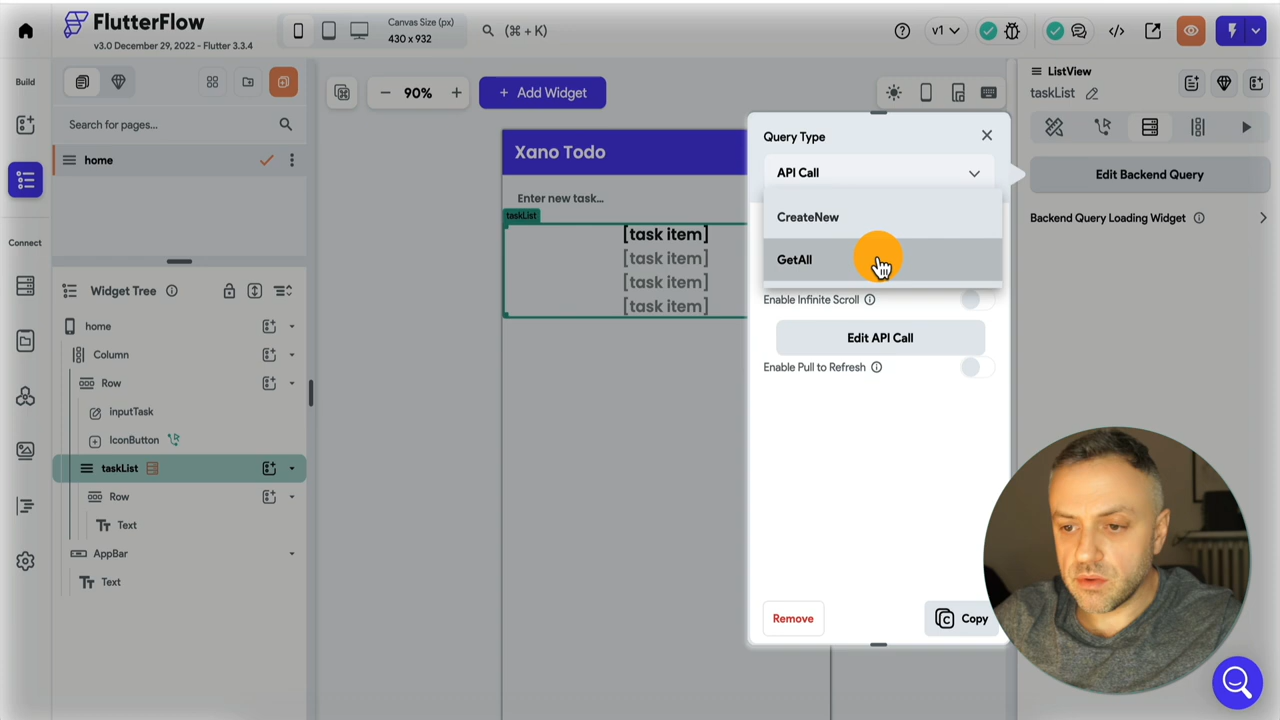 FlutterFlow
v3.0 December 29, 2022 - Flutter 3.3.4
Canvas Size (px)
430 x 932
(⌘ + K)
v1
Build
Connect
Search for pages...
home
Widget Tree
home
Column
Row
inputTask
IconButton
taskList
Row
Tt Text
AppBar
Tt Text
90%
+ Add Widget
Xano Todo
Enter new task...
taskList
[task item]
[task item]
[task item]
[task item]
Query Type
API Call
CreateNew
GetAll
Enable Infinite Scroll
Edit API Call
Enable Pull to Refresh
Remove
Copy
ListView
taskList
Edit Backend Query
Backend Query Loading Widget